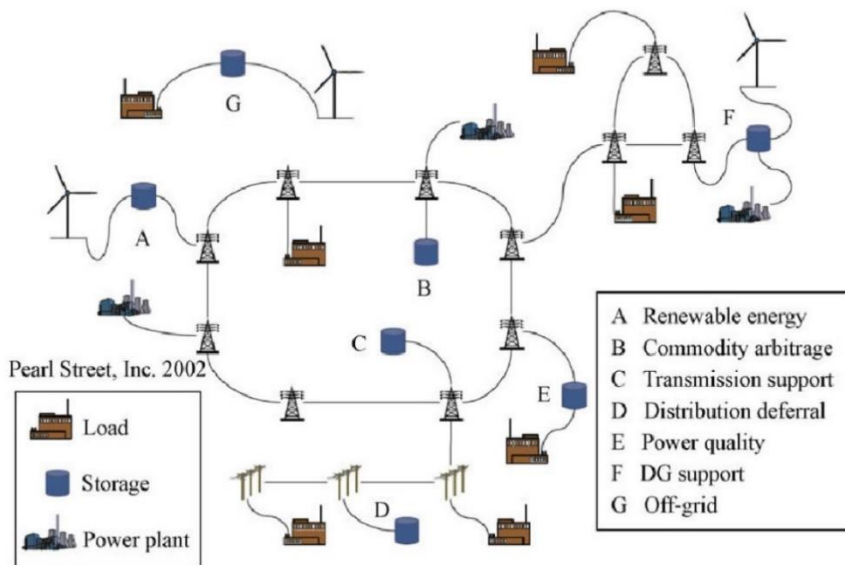 G
F
A
B
C
E
D
Pearl Street, Inc. 2002
Load
Storage
Power plant
A Renewable energy
B Commodity arbitrage
C Transmission support
D Distribution deferral
E Power quality
F DG support
G Off-grid